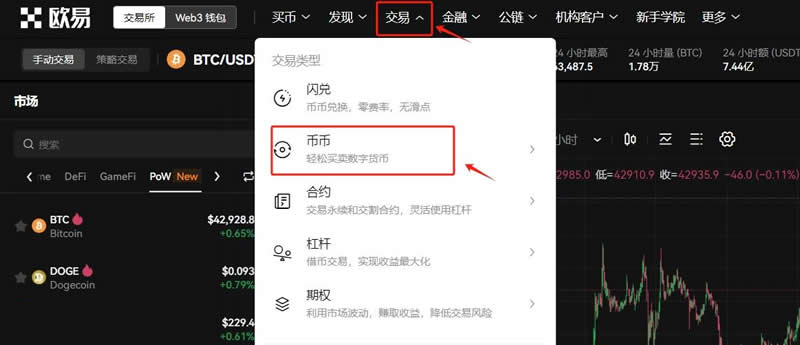 欧易 交易所 Web3 钱包 买币 发现 交易 金融 公链 机构客户 新手学院 更多
手动交易 策略交易 BTC/USDT 24 小时最高 24 小时量 (BTC) 24 小时额 (USDT
3,487.5 1.78万 7.44亿
交易类型
市场
闪兑
币币兑换，零费率，无滑点
搜索
币币
轻松买卖数字货币
小时
me DeFi GameFi PoW New
2985.0 低=42910.9 收=42935.9 -46.0 (-0.11%)
合约
交易永续和交割合约，灵活使用杠杆
BTC $42,928.8
Bitcoin +0.65%
杠杆
借币交易，实现收益最大化
DOGE $0.093
Dogecoin +0.79%
期权
利用市场波动，赚取收益，降低交易风险
$229.4
+0.61%